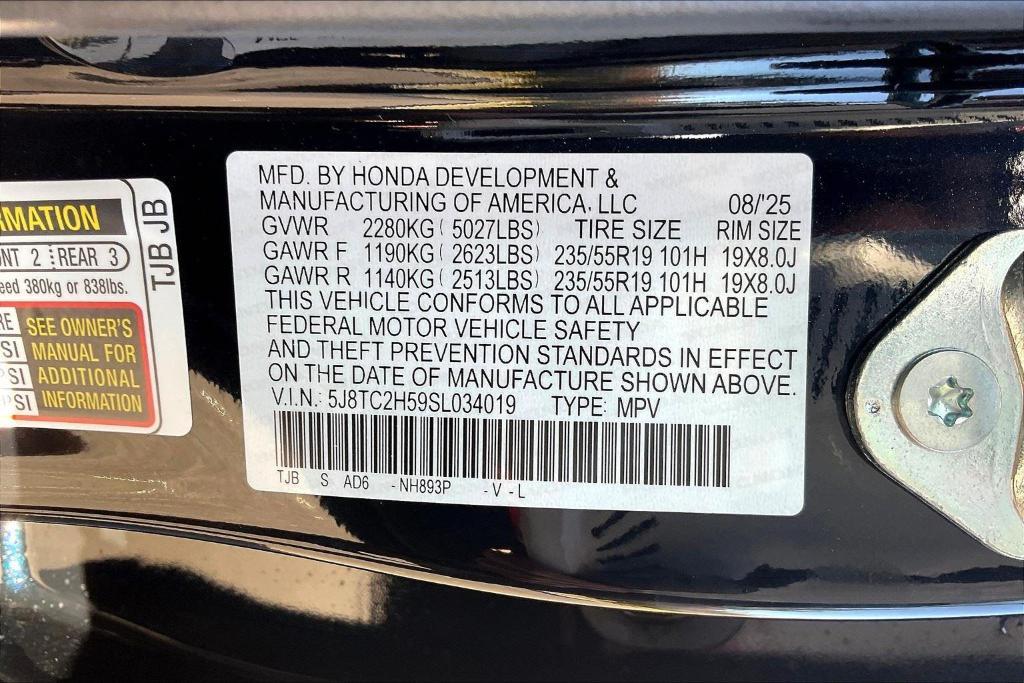 RMATION
NT 2 REAR 3
eed 380kg or 838lbs.
RE SEE OWNER'S
PSI MANUAL FOR
PSI ADDITIONAL
PSI INFORMATION
TJB JB
MFD. BY HONDA DEVELOPMENT &
MANUFACTURING OF AMERICA, LLC 08/'25
GVWR 2280KG ( 5027LBS) TIRE SIZE RIM SIZE
GAWR F 1190KG ( 2623LBS) 235/55R19 101H 19X8.0J
GAWR R 1140KG ( 2513LBS) 235/55R19 101H 19X8.0J
THIS VEHICLE CONFORMS TO ALL APPLICABLE
FEDERAL MOTOR VEHICLE SAFETY
AND THEFT PREVENTION STANDARDS IN EFFECT
ON THE DATE OF MANUFACTURE SHOWN ABOVE.
V.I.N.: 5J8TC2H59SL034019 TYPE: MPV
TJB S AD6 - NH893P - V - L